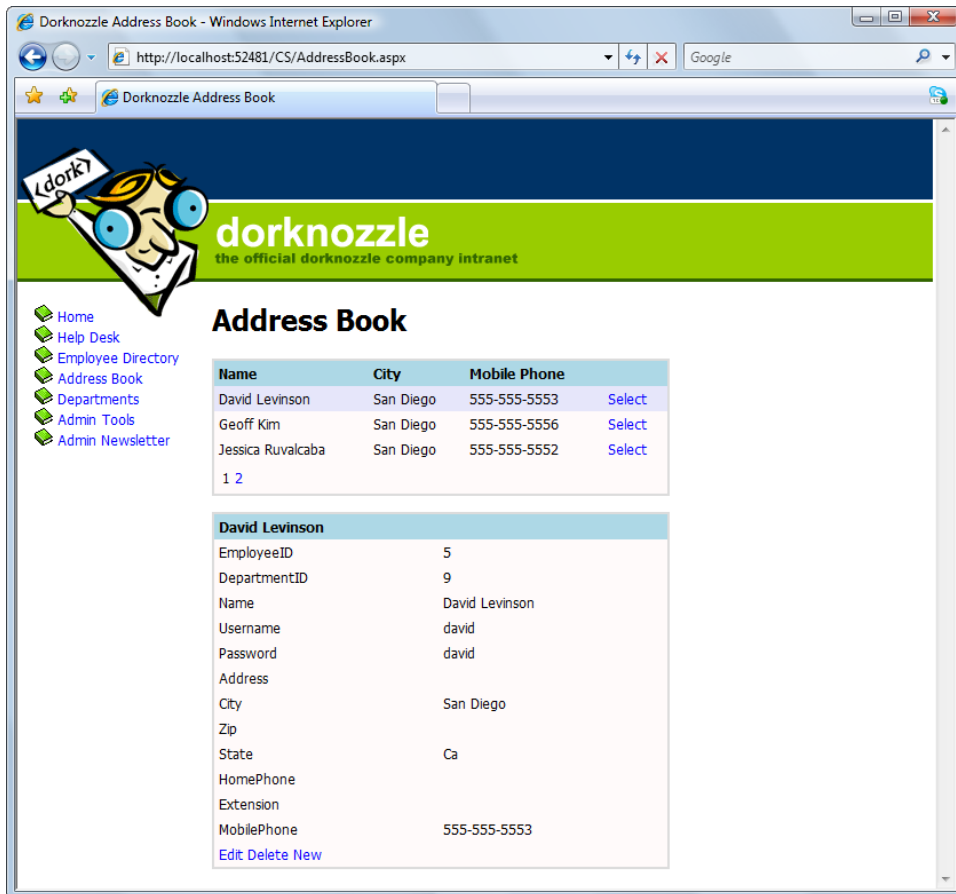 Dorknozzle Address Book - Windows Internet Explorer
http://localhost:52481/CS/AddressBook.aspx
Google
Dorknozzle Address Book
<dork>
dorknozzle
the official dorknozzle company intranet
Home
Help Desk
Employee Directory
Address Book
Departments
Admin Tools
Admin Newsletter
Address Book
Name City Mobile Phone
David Levinson San Diego 555-555-5553 Select
Geoff Kim San Diego 555-555-5556 Select
Jessica Ruvalcaba San Diego 555-555-5552 Select
1 2
David Levinson
EmployeeID 5
DepartmentID 9
Name David Levinson
Username david
Password david
Address
City San Diego
Zip
State Ca
HomePhone
Extension
MobilePhone 555-555-5553
Edit Delete New